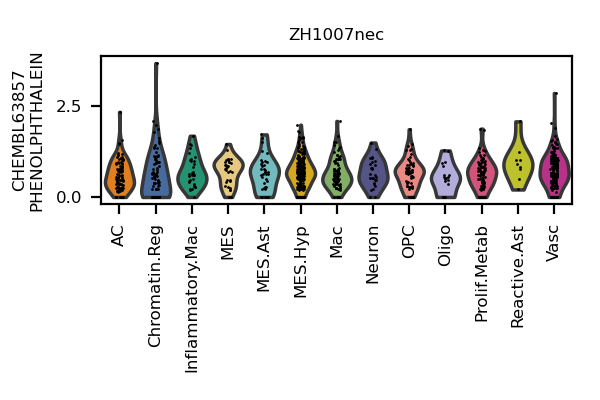 ZH1007nec
CHEMBL63857
PHENOLPHTHALEIN
2.5
0.0
AC
Chromatin.Reg
Inflammatory.Mac
MES
MES.Ast
MES.Hyp
Mac
Neuron
OPC
Oligo
Prolif.Metab
Reactive.Ast
Vasc